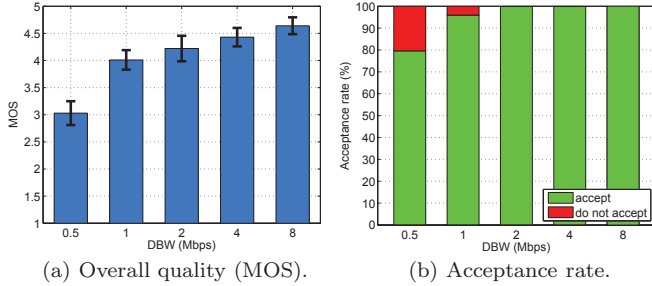 5
4.5
4
3.5
3
2.5
2
1.5
1
MOS
0.5 1 2 4 8
DBW (Mbps)
(a) Overall quality (MOS).
100
90
80
70
60
50
40
30
20
10
0
Acceptance rate (%)
accept
do not accept
0.5 1 2 4 8
DBW (Mbps)
(b) Acceptance rate.